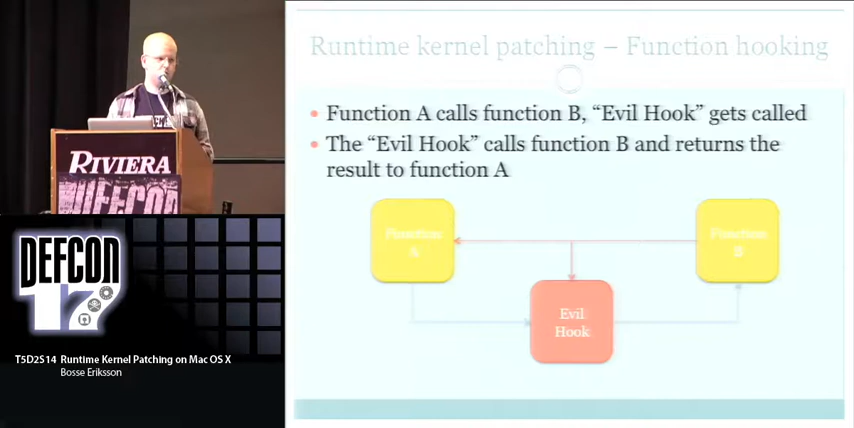 Runtime kernel patching – Function hooking
• Function A calls function B, “Evil Hook” gets called
• The “Evil Hook” calls function B and returns the
result to function A
Function
A
Function
B
Evil
Hook
RIVIERA
DEFCON
DEFCON
17
T5D2S14 Runtime Kernel Patching on Mac OS X
Bosse Eriksson